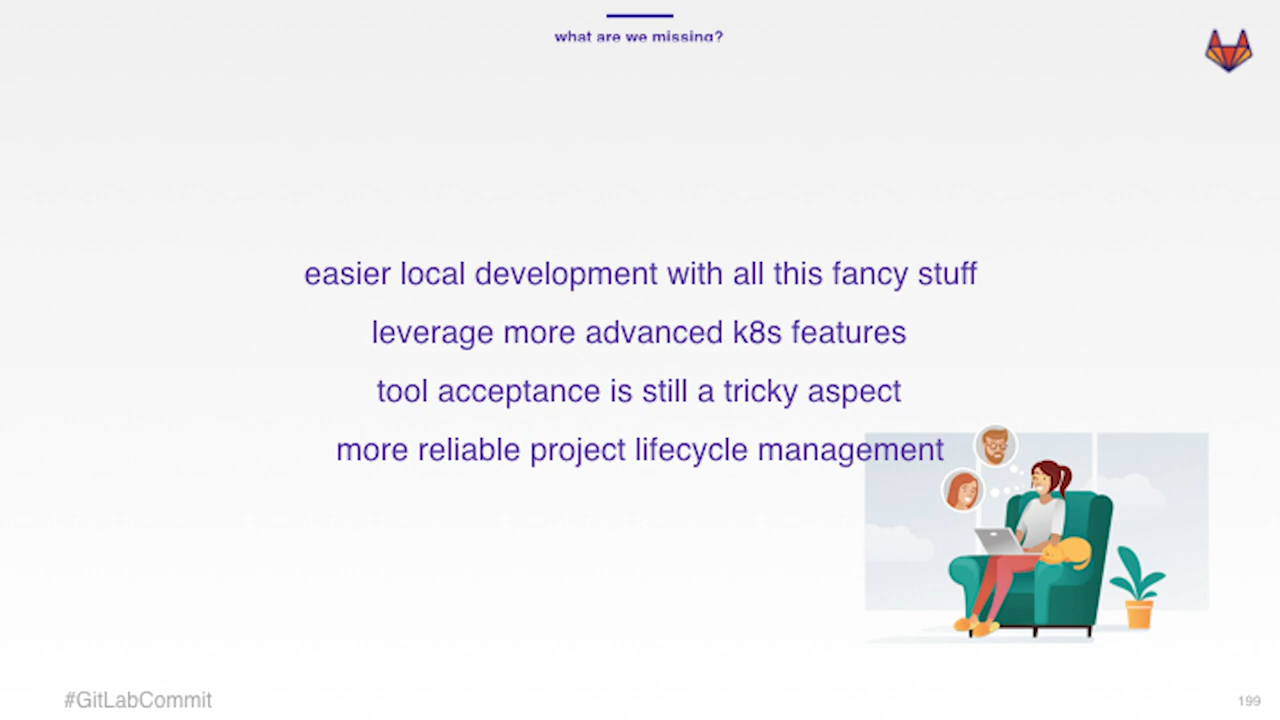 what are we missing?
easier local development with all this fancy stuff
leverage more advanced k8s features
tool acceptance is still a tricky aspect
more reliable project lifecycle management
#GitLabCommit
199